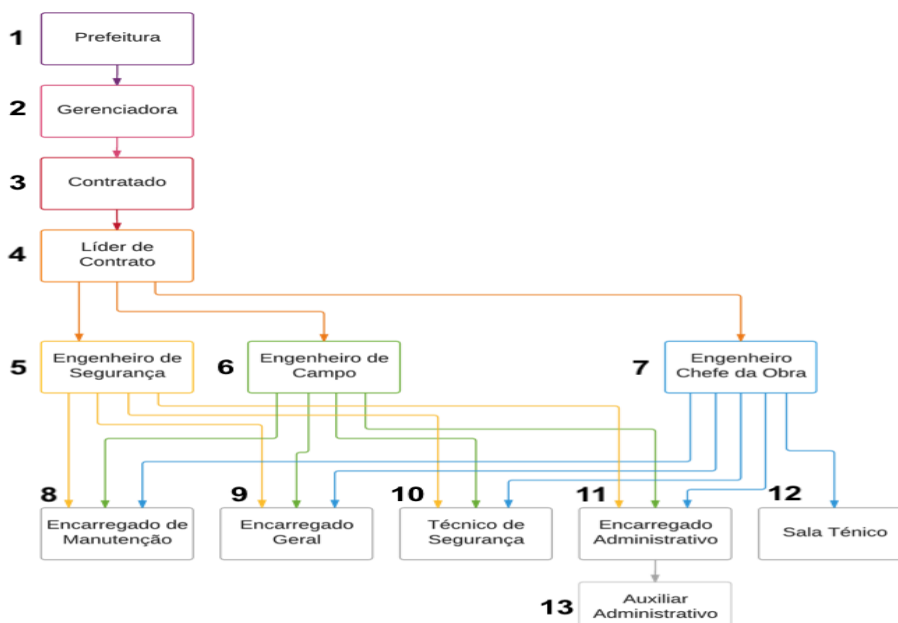 1 Prefeitura
2 Gerenciadora
3 Contratado
4 Líder de
Contrato
5 Engenheiro de
Segurança
6 Engenheiro de
Campo
7 Engenheiro
Chefe da Obra
8 Encarregado de
Manutenção
9 Encarregado
Geral
10 Técnico de
Segurança
11 Encarregado
Administrativo
12 Sala Ténico
13 Auxiliar
Administrativo